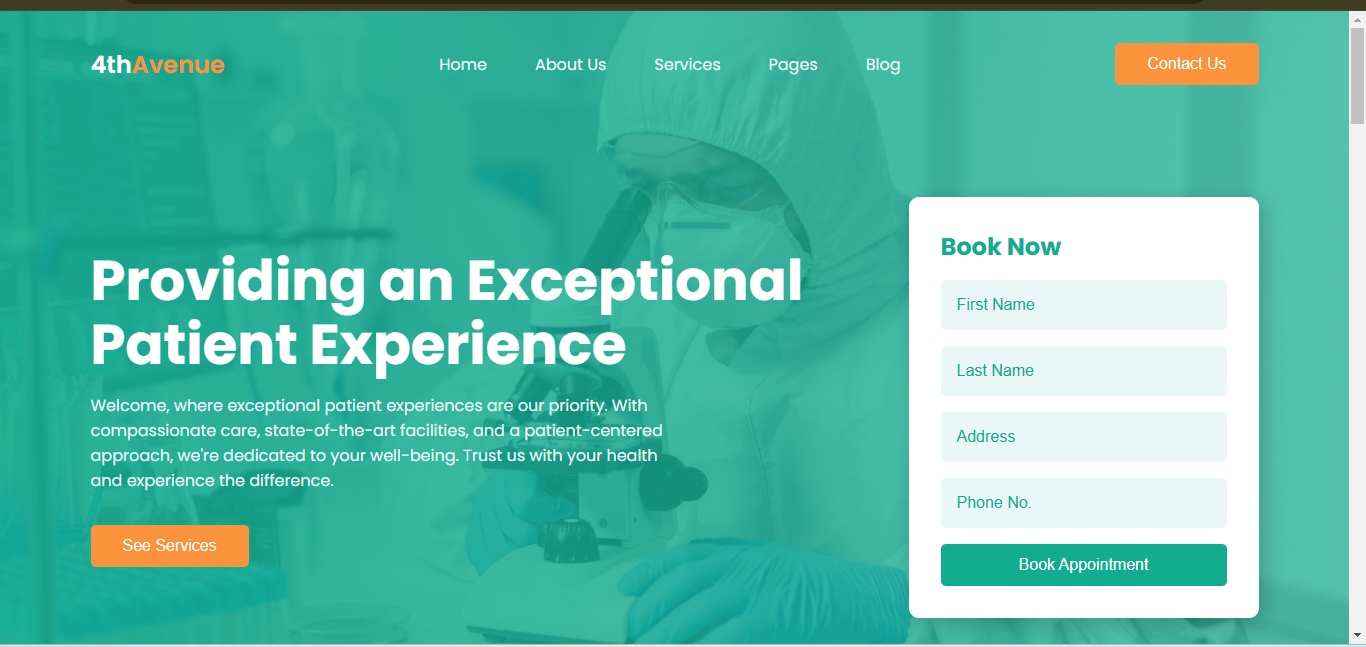 4thAvenue
Home
About Us
Services
Pages
Blog
Contact Us
Providing an Exceptional
Patient Experience
Welcome, where exceptional patient experiences are our priority. With
compassionate care, state-of-the-art facilities, and a patient-centered
approach, we're dedicated to your well-being. Trust us with your health
and experience the difference.
See Services
Book Now
First Name
Last Name
Address
Phone No.
Book Appointment